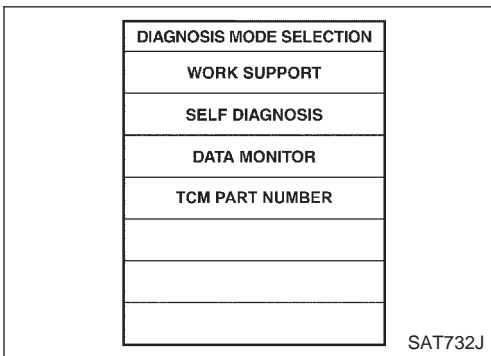 DIAGNOSIS MODE SELECTION
WORK SUPPORT
SELF DIAGNOSIS
DATA MONITOR
TCM PART NUMBER
SAT732J